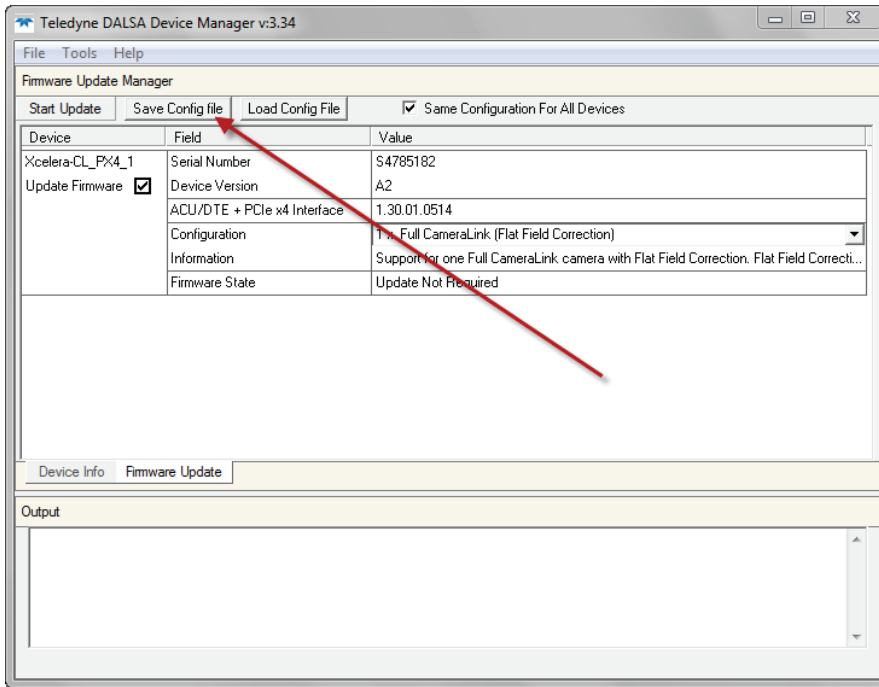 Teledyne DALSA Device Manager v:3.34
File Tools Help
Firmware Update Manager
Start Update Save Config file Load Config File Same Configuration For All Devices
Device Field Value
Xcelera-CL_PX4_1 Serial Number S4785182
Update Firmware Device Version A2
ACU/DTE + PCIe x4 Interface 1.30.01.0514
Configuration 1 x Full CameraLink (Flat Field Correction)
Information Support for one Full CameraLink camera with Flat Field Correction. Flat Field Correcti...
Firmware State Update Not Required
Device Info Firmware Update
Output